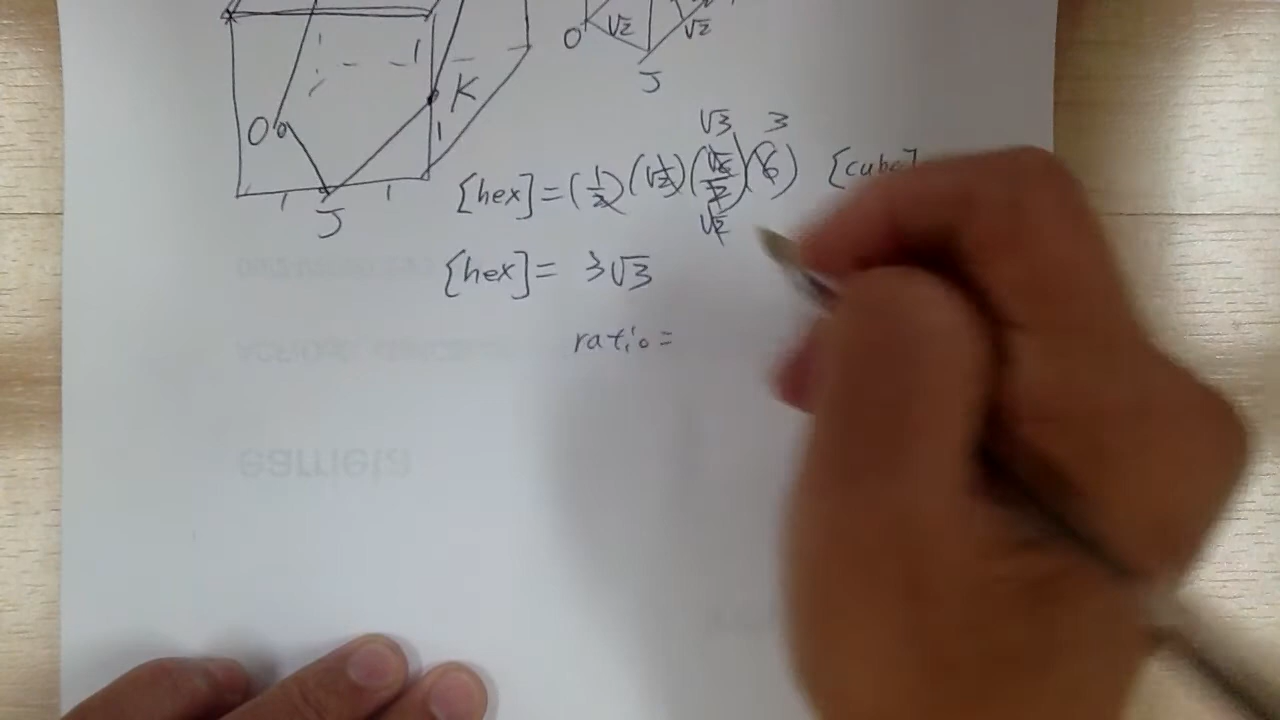 O √2 √2
J
1
O K
1
√3 3
[hex] = (1/2)(√2)(√6/2)(6) [cube]
1 1
J √2
[hex] = 3√3
ratio =